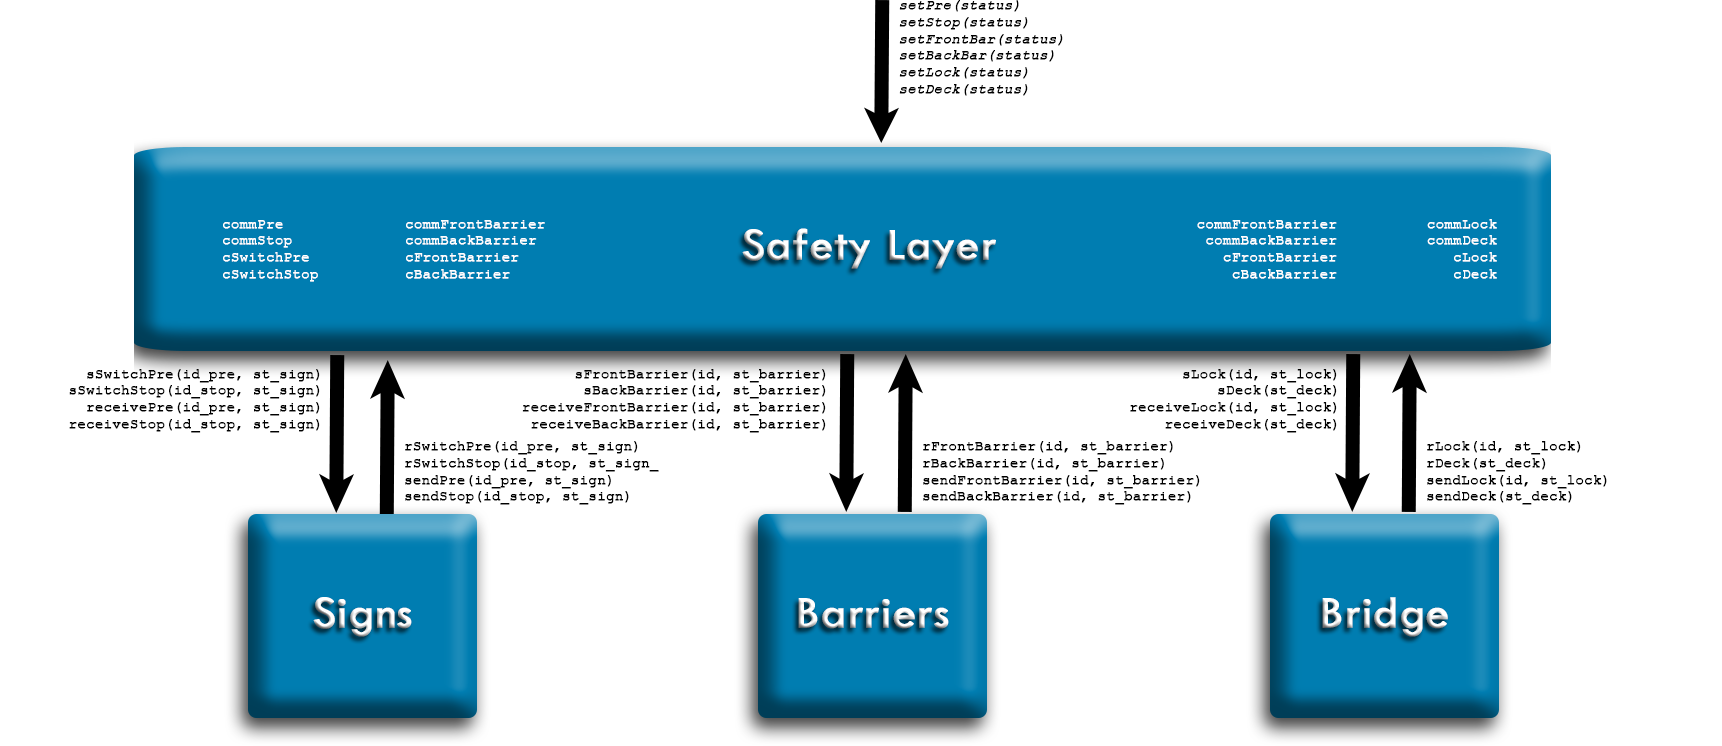 setPre(status)
setStop(status)
setFrontBar(status)
setBackBar(status)
setLock(status)
setDeck(status)
commPre
commStop
cSwitchPre
cSwitchStop
commFrontBarrier
commBackBarrier
cFrontBarrier
cBackBarrier
Safety Layer
commFrontBarrier
commBackBarrier
cFrontBarrier
cBackBarrier
commLock
commDeck
cLock
cDeck
sSwitchPre(id_pre, st_sign)
sSwitchStop(id_stop, st_sign)
receivePre(id_pre, st_sign)
receiveStop(id_stop, st_sign)
rSwitchPre(id_pre, st_sign)
rSwitchStop(id_stop, st_sign_
sendPre(id_pre, st_sign)
sendStop(id_stop, st_sign)
sFrontBarrier(id, st_barrier)
sBackBarrier(id, st_barrier)
receiveFrontBarrier(id, st_barrier)
receiveBackBarrier(id, st_barrier)
rFrontBarrier(id, st_barrier)
rBackBarrier(id, st_barrier)
sendFrontBarrier(id, st_barrier)
sendBackBarrier(id, st_barrier)
sLock(id, st_lock)
sDeck(st_deck)
receiveLock(id, st_lock)
receiveDeck(st_deck)
rLock(id, st_lock)
rDeck(st_deck)
sendLock(id, st_lock)
sendDeck(st_deck)
Signs
Barriers
Bridge